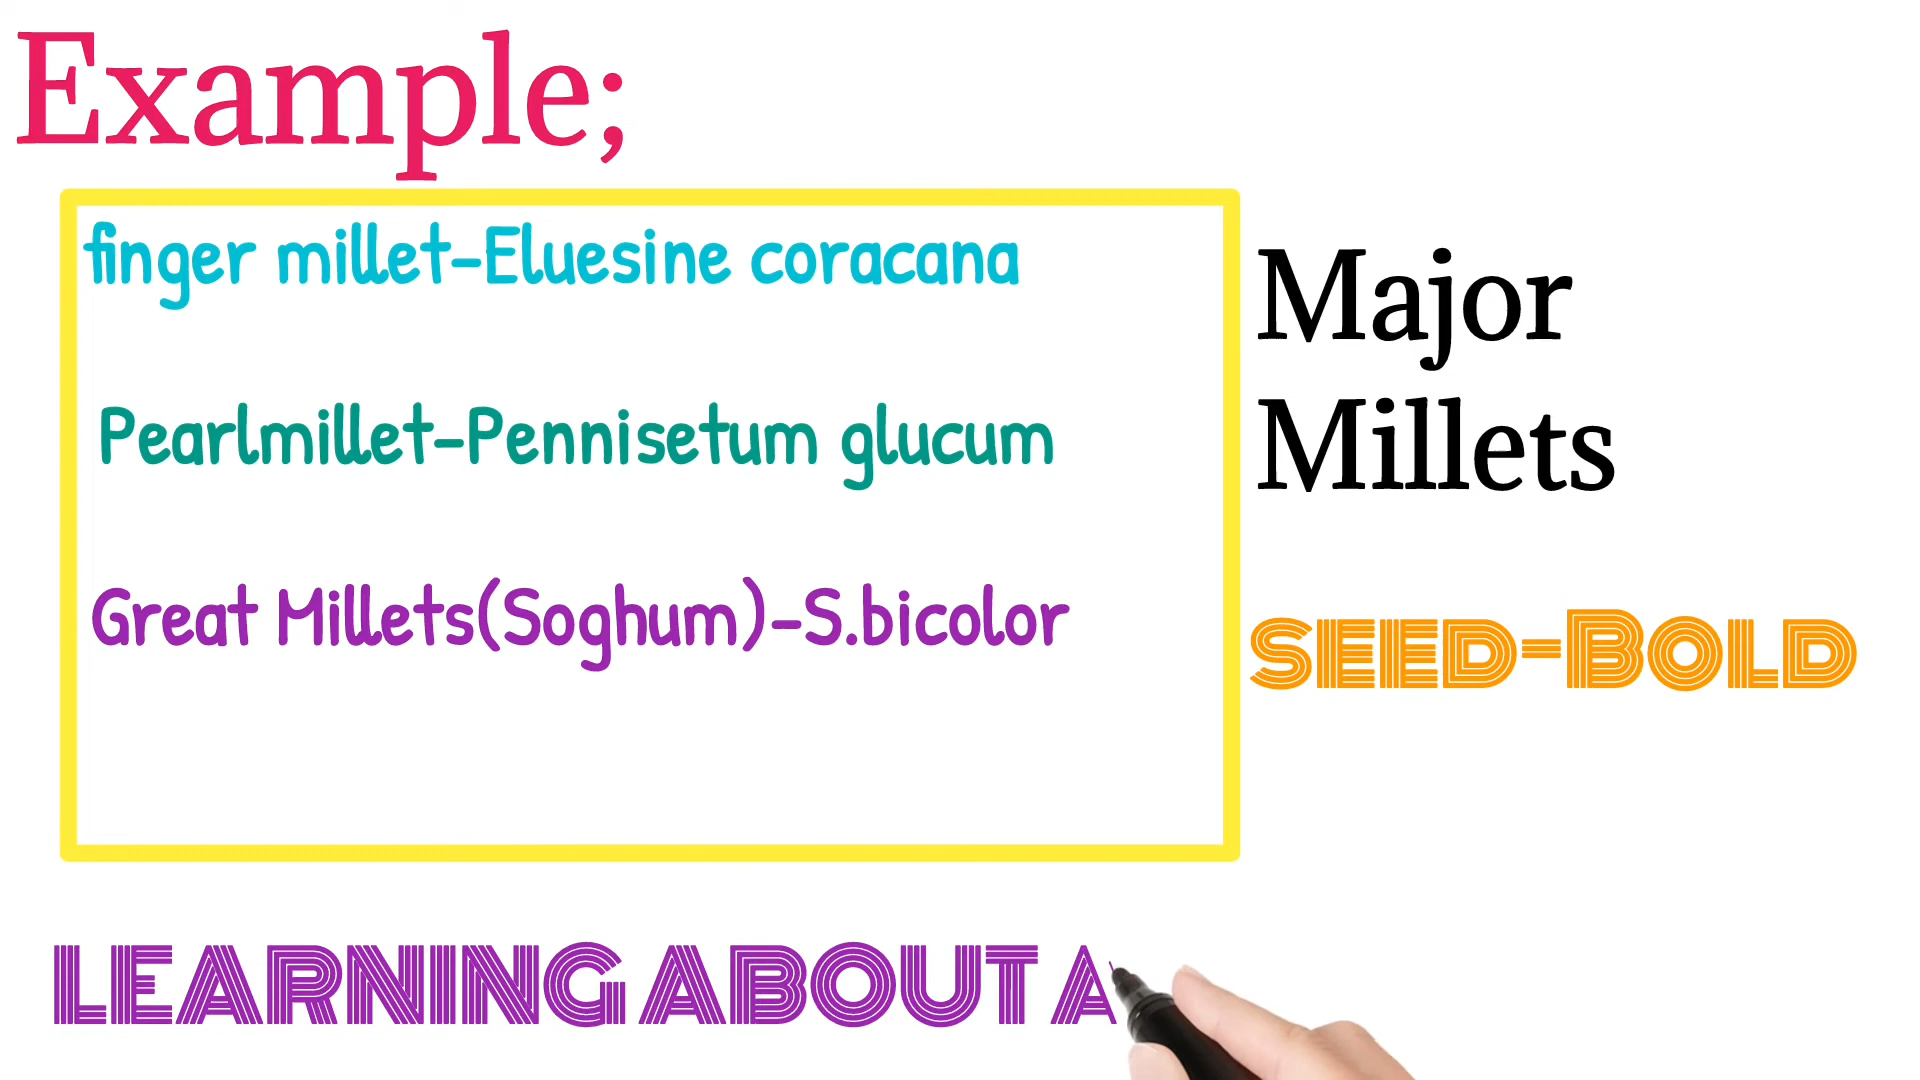 Example;
finger millet-Eluesine coracana
Pearlmillet-Pennisetum glucum
Great Millets(Soghum)-S.bicolor
Major
Millets
SEED-BOLD
LEARNING ABOUT A